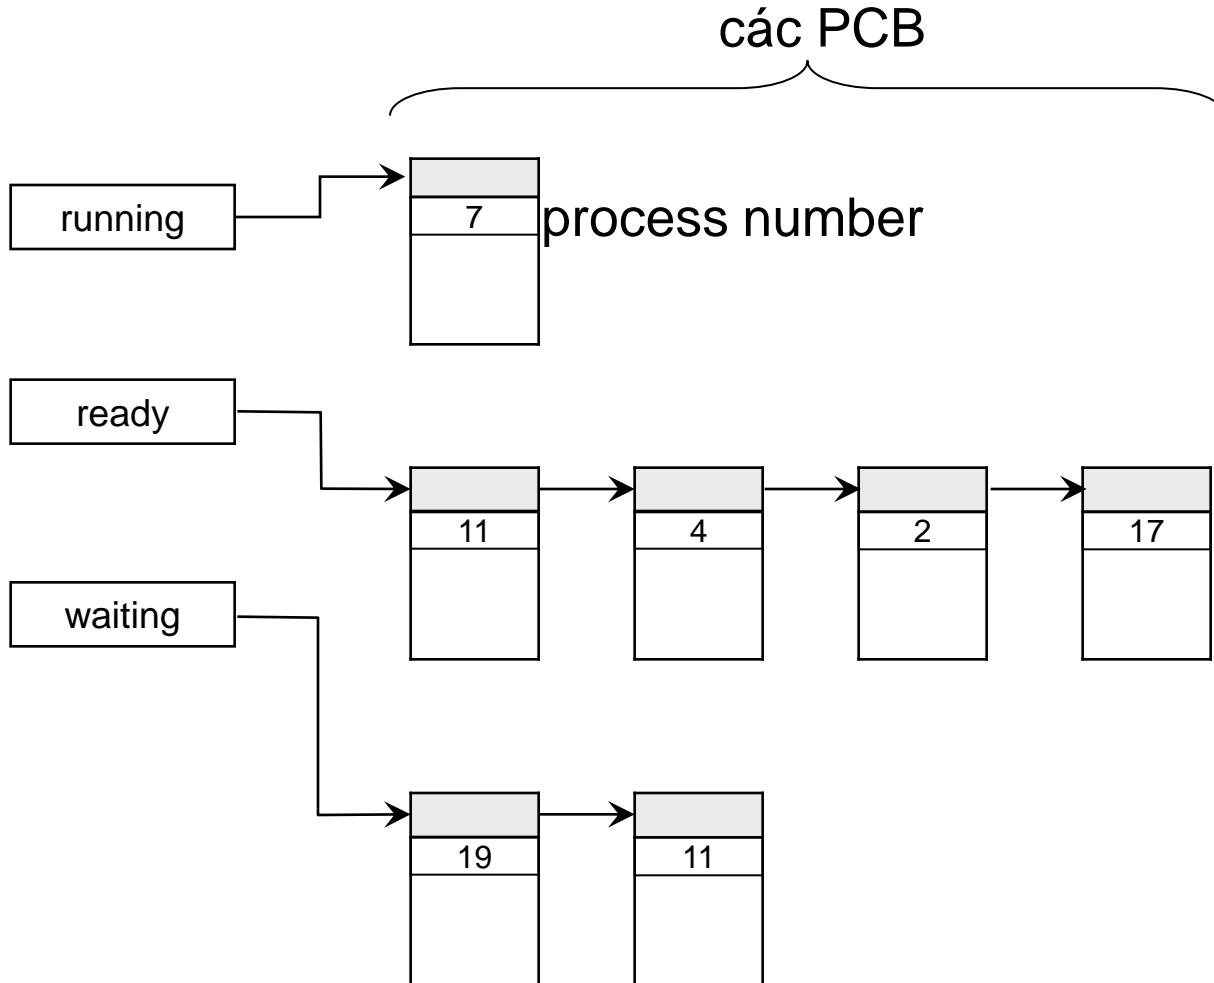 các PCB
running
7
process number
ready
11
4
2
17
waiting
19
11